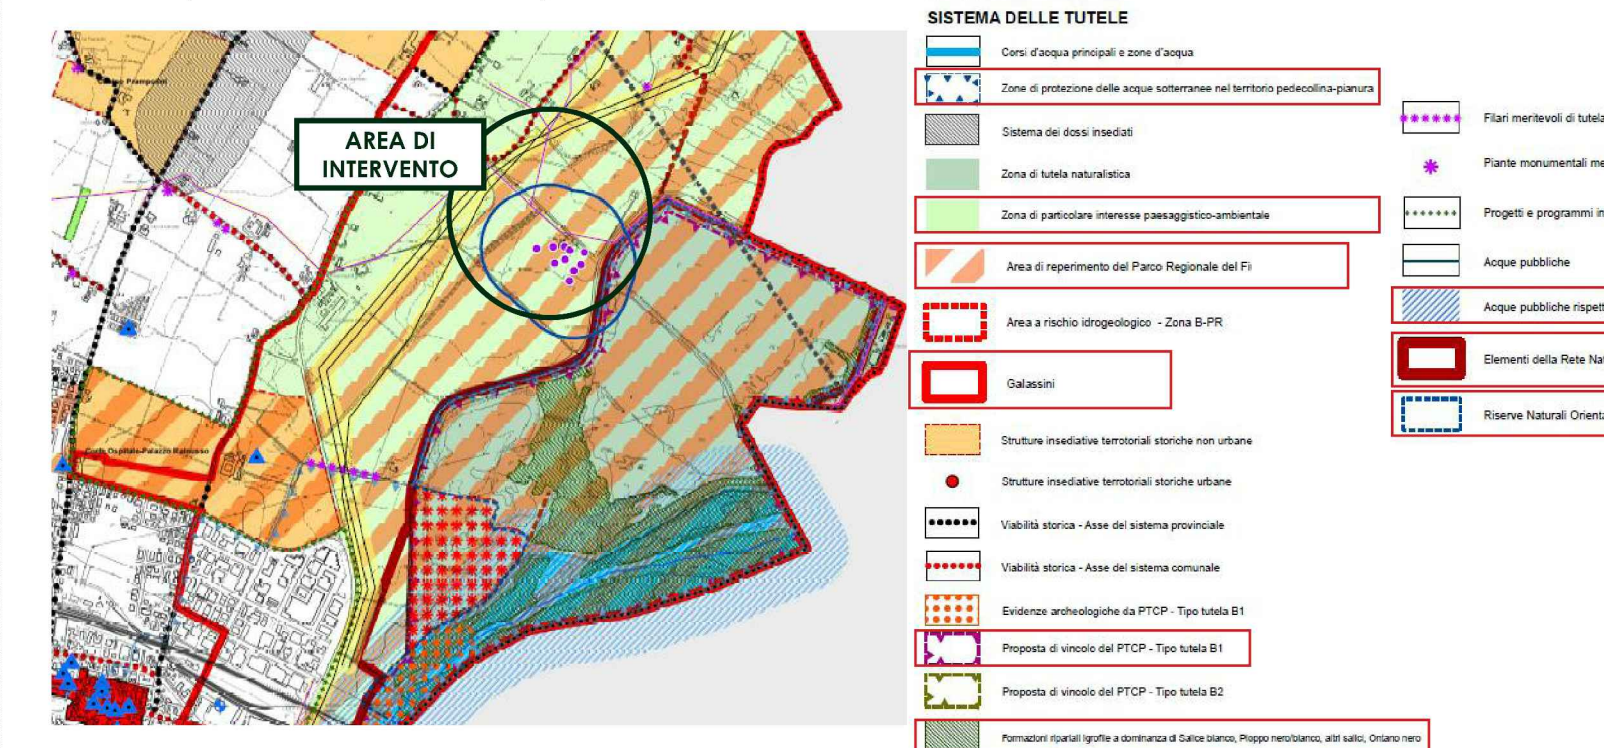 SISTEMA DELLE TUTELE
Corsi d'acqua principali e zone d'acqua
Zone di protezione delle acque sotterranee nel territorio pedecollina-pianura
Sistema dei dossi insediati
Zona di tutela naturalistica
Zona di particolare interesse paesaggistico-ambientale
Area di reperimento del Parco Regionale del Fi
Area a rischio idrogeologico - Zona B-PR
Galassini
Strutture insediative terrotoriali storiche non urbane
Strutture insediative terrotoriali storiche urbane
Viabilità storica - Asse del sistema provinciale
Viabilità storica - Asse del sistema comunale
Evidenze archeologiche da PTCP - Tipo tutela B1
Proposta di vincolo del PTCP - Tipo tutela B1
Proposta di vincolo del PTCP - Tipo tutela B2
Formazioni ripariali igrofile a dominanza di Salice bianco, Pioppo nero/bianco, altri salici, Ontano nero
Filari meritevoli di tutela
Piante monumentali me
Progetti e programmi in
Acque pubbliche
Acque pubbliche rispett
Elementi della Rete Nat
Riserve Naturali Orienta
AREA DI
INTERVENTO
Corte Ospitale-Palazzo